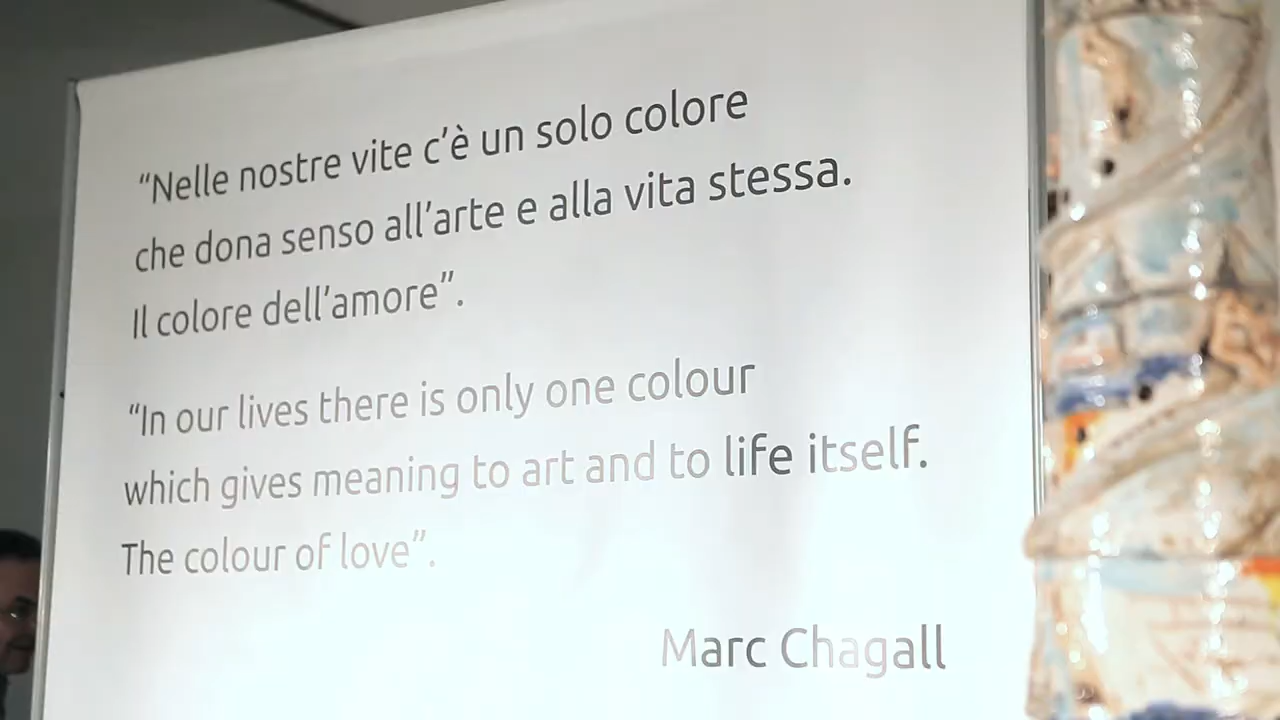 “Nelle nostre vite c’è un solo colore
che dona senso all’arte e alla vita stessa.
Il colore dell’amore”.
“In our lives there is only one colour
which gives meaning to art and to life itself.
The colour of love”.
Marc Chagall